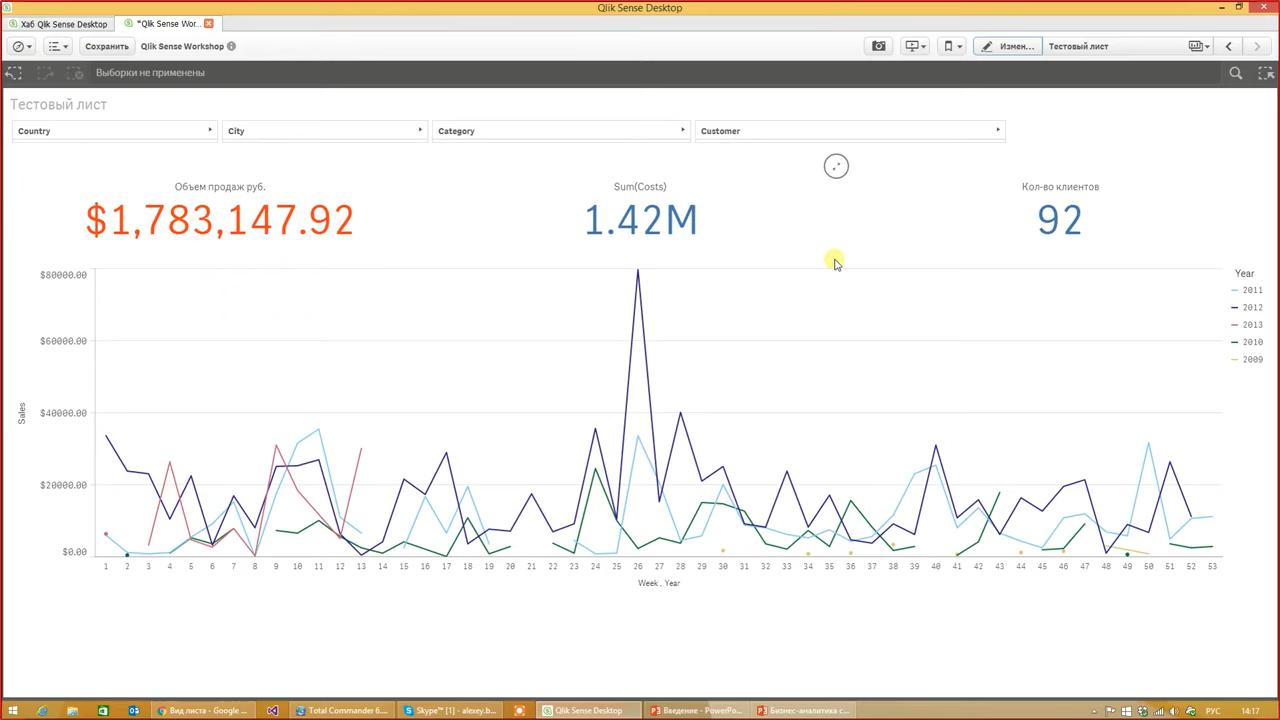 Qlik Sense Desktop
Хаб Qlik Sense Desktop
*Qlik Sense Wor...
Сохранить
Qlik Sense Workshop
Измен...
Тестовый лист
Выборки не применены
Тестовый лист
Country
City
Category
Customer
Объем продаж руб.
Sum(Costs)
Кол-во клиентов
$1,783,147.92
1.42M
92
$80000.00
$60000.00
$40000.00
$20000.00
$0.00
Sales
Year
2011
2012
2013
2010
2009
1 2 3 4 5 6 7 8 9 10 11 12 13 14 15 16 17 18 19 20 21 22 23 24 25 26 27 28 29 30 31 32 33 34 35 36 37 38 39 40 41 42 43 44 45 46 47 48 49 50 51 52 53
Week , Year
Вид листа - Google ...
Total Commander 6....
Skype™ [1] - alexey.b...
Qlik Sense Desktop
Введение - PowerPo...
Бизнес-аналитика с...
РУС
14:17